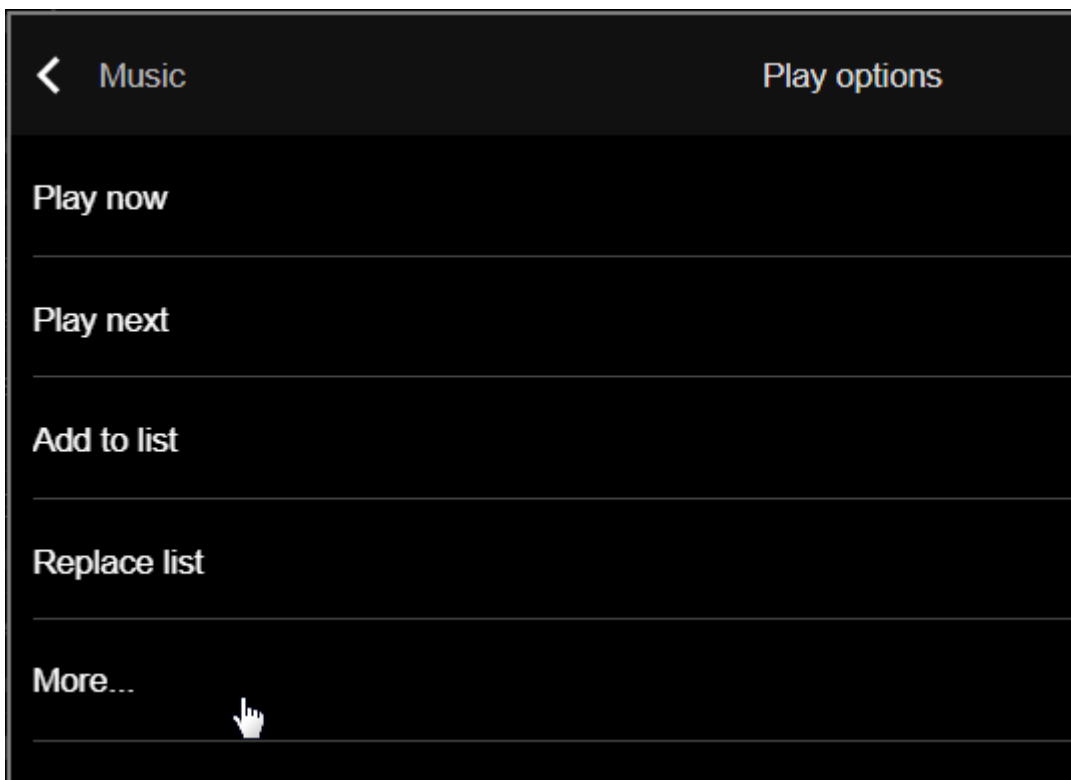 Music Play options
Play now
Play next
Add to list
Replace list
More...